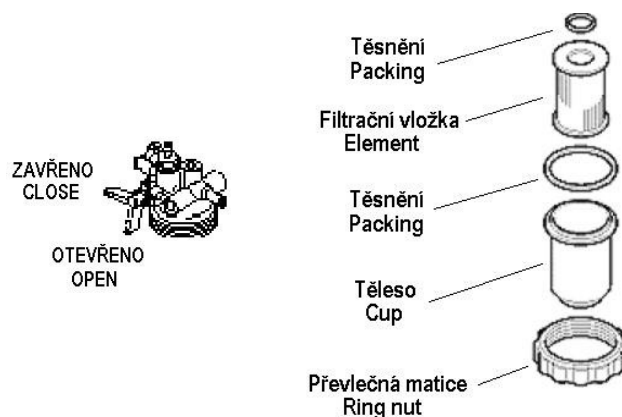 ZAVŘENO
CLOSE
OTEVŘENO
OPEN
Těsnění
Packing
Filtrační vložka
Element
Těsnění
Packing
Těleso
Cup
Převlečná matice
Ring nut